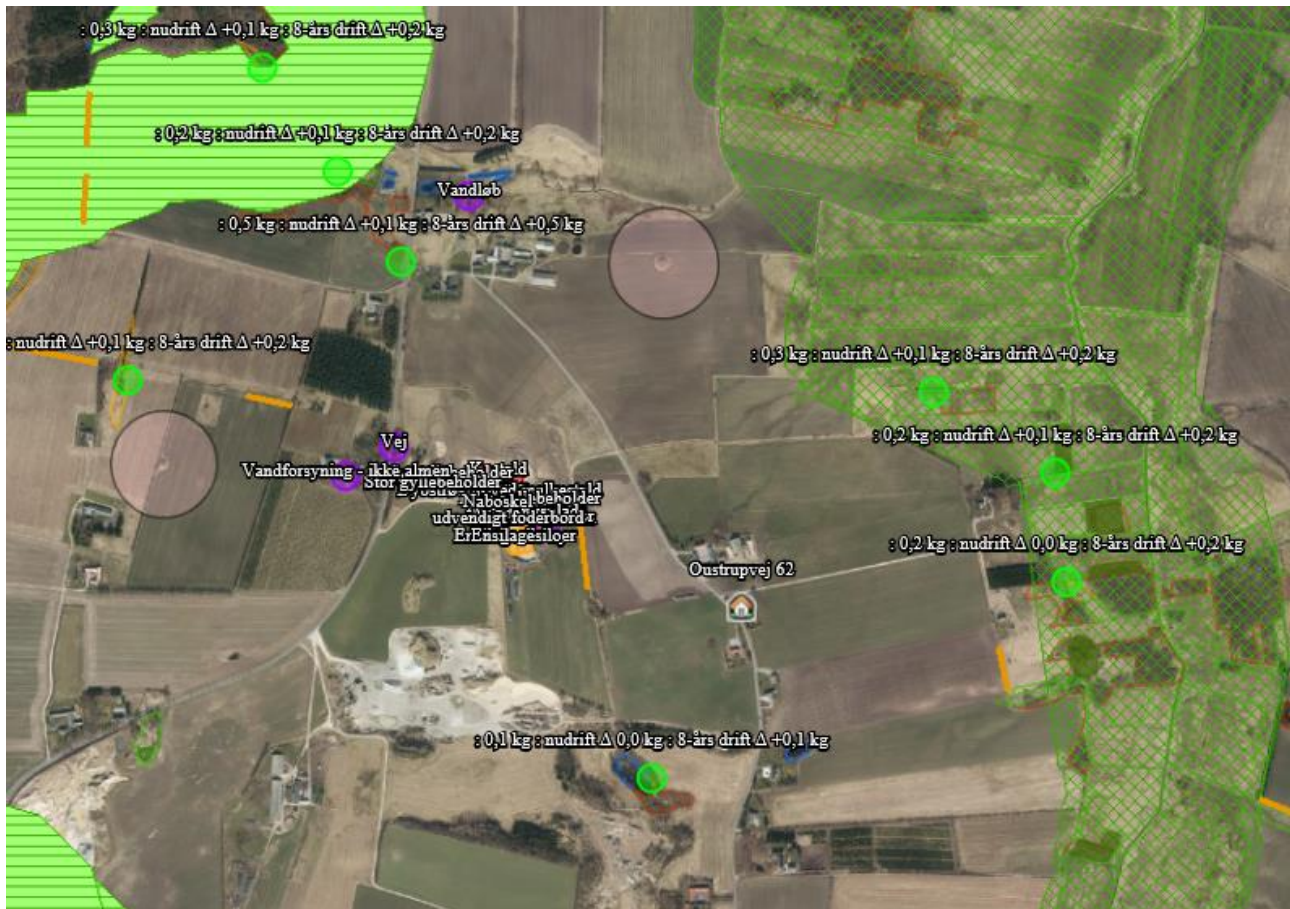 : 0,3 kg : nudrift Δ +0,1 kg : 8-års drift Δ +0,2 kg
: 0,2 kg : nudrift Δ +0,1 kg : 8-års drift Δ +0,2 kg
Vandløb
: 0,5 kg : nudrift Δ +0,1 kg : 8-års drift Δ +0,5 kg
: nudrift Δ +0,1 kg : 8-års drift Δ +0,2 kg
: 0,3 kg : nudrift Δ +0,1 kg : 8-års drift Δ +0,2 kg
: 0,2 kg : nudrift Δ +0,1 kg : 8-års drift Δ +0,2 kg
Vej
Vandforsyning - ikke almen
Stor gyllebeholder
Naboskel
beholder
udvendigt foderbord
Ensilagesiloer
: 0,2 kg : nudrift Δ 0,0 kg : 8-års drift Δ +0,2 kg
Oustrupvej 62
: 0,1 kg : nudrift Δ 0,0 kg : 8-års drift Δ +0,1 kg